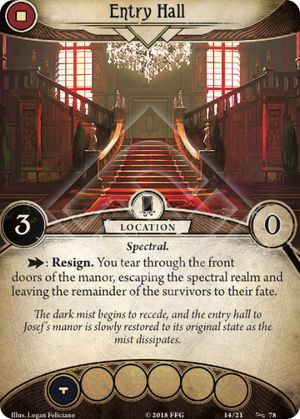 Entry Hall
3
0
LOCATION
Spectral.
: Resign. You tear through the front
doors of the manor, escaping the spectral realm and
leaving the remainder of the survivors to their fate.
The dark mist begins to recede, and the entry hall to
Josef's manor is slowly restored to its original state as the
mist dissipates.
Illus. Logan Feliciano
© 2018 FFG
14/21
78